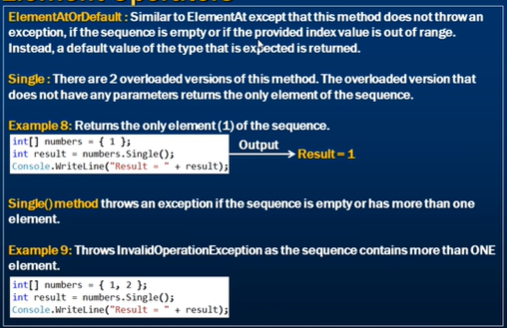 Element Operators
ElementAtOrDefault : Similar to ElementAt except that this method does not throw an
exception, if the sequence is empty or if the provided index value is out of range.
Instead, a default value of the type that is expected is returned.
Single : There are 2 overloaded versions of this method. The overloaded version that
does not have any parameters returns the only element of the sequence.
Example 8: Returns the only element (1) of the sequence.
int[] numbers = { 1 };
int result = numbers.Single();
Console.WriteLine("Result = " + result);
Output
Result = 1
Single() method throws an exception if the sequence is empty or has more than one
element.
Example 9: Throws InvalidOperationException as the sequence contains more than ONE
element.
int[] numbers = { 1, 2 };
int result = numbers.Single();
Console.WriteLine("Result = " + result);